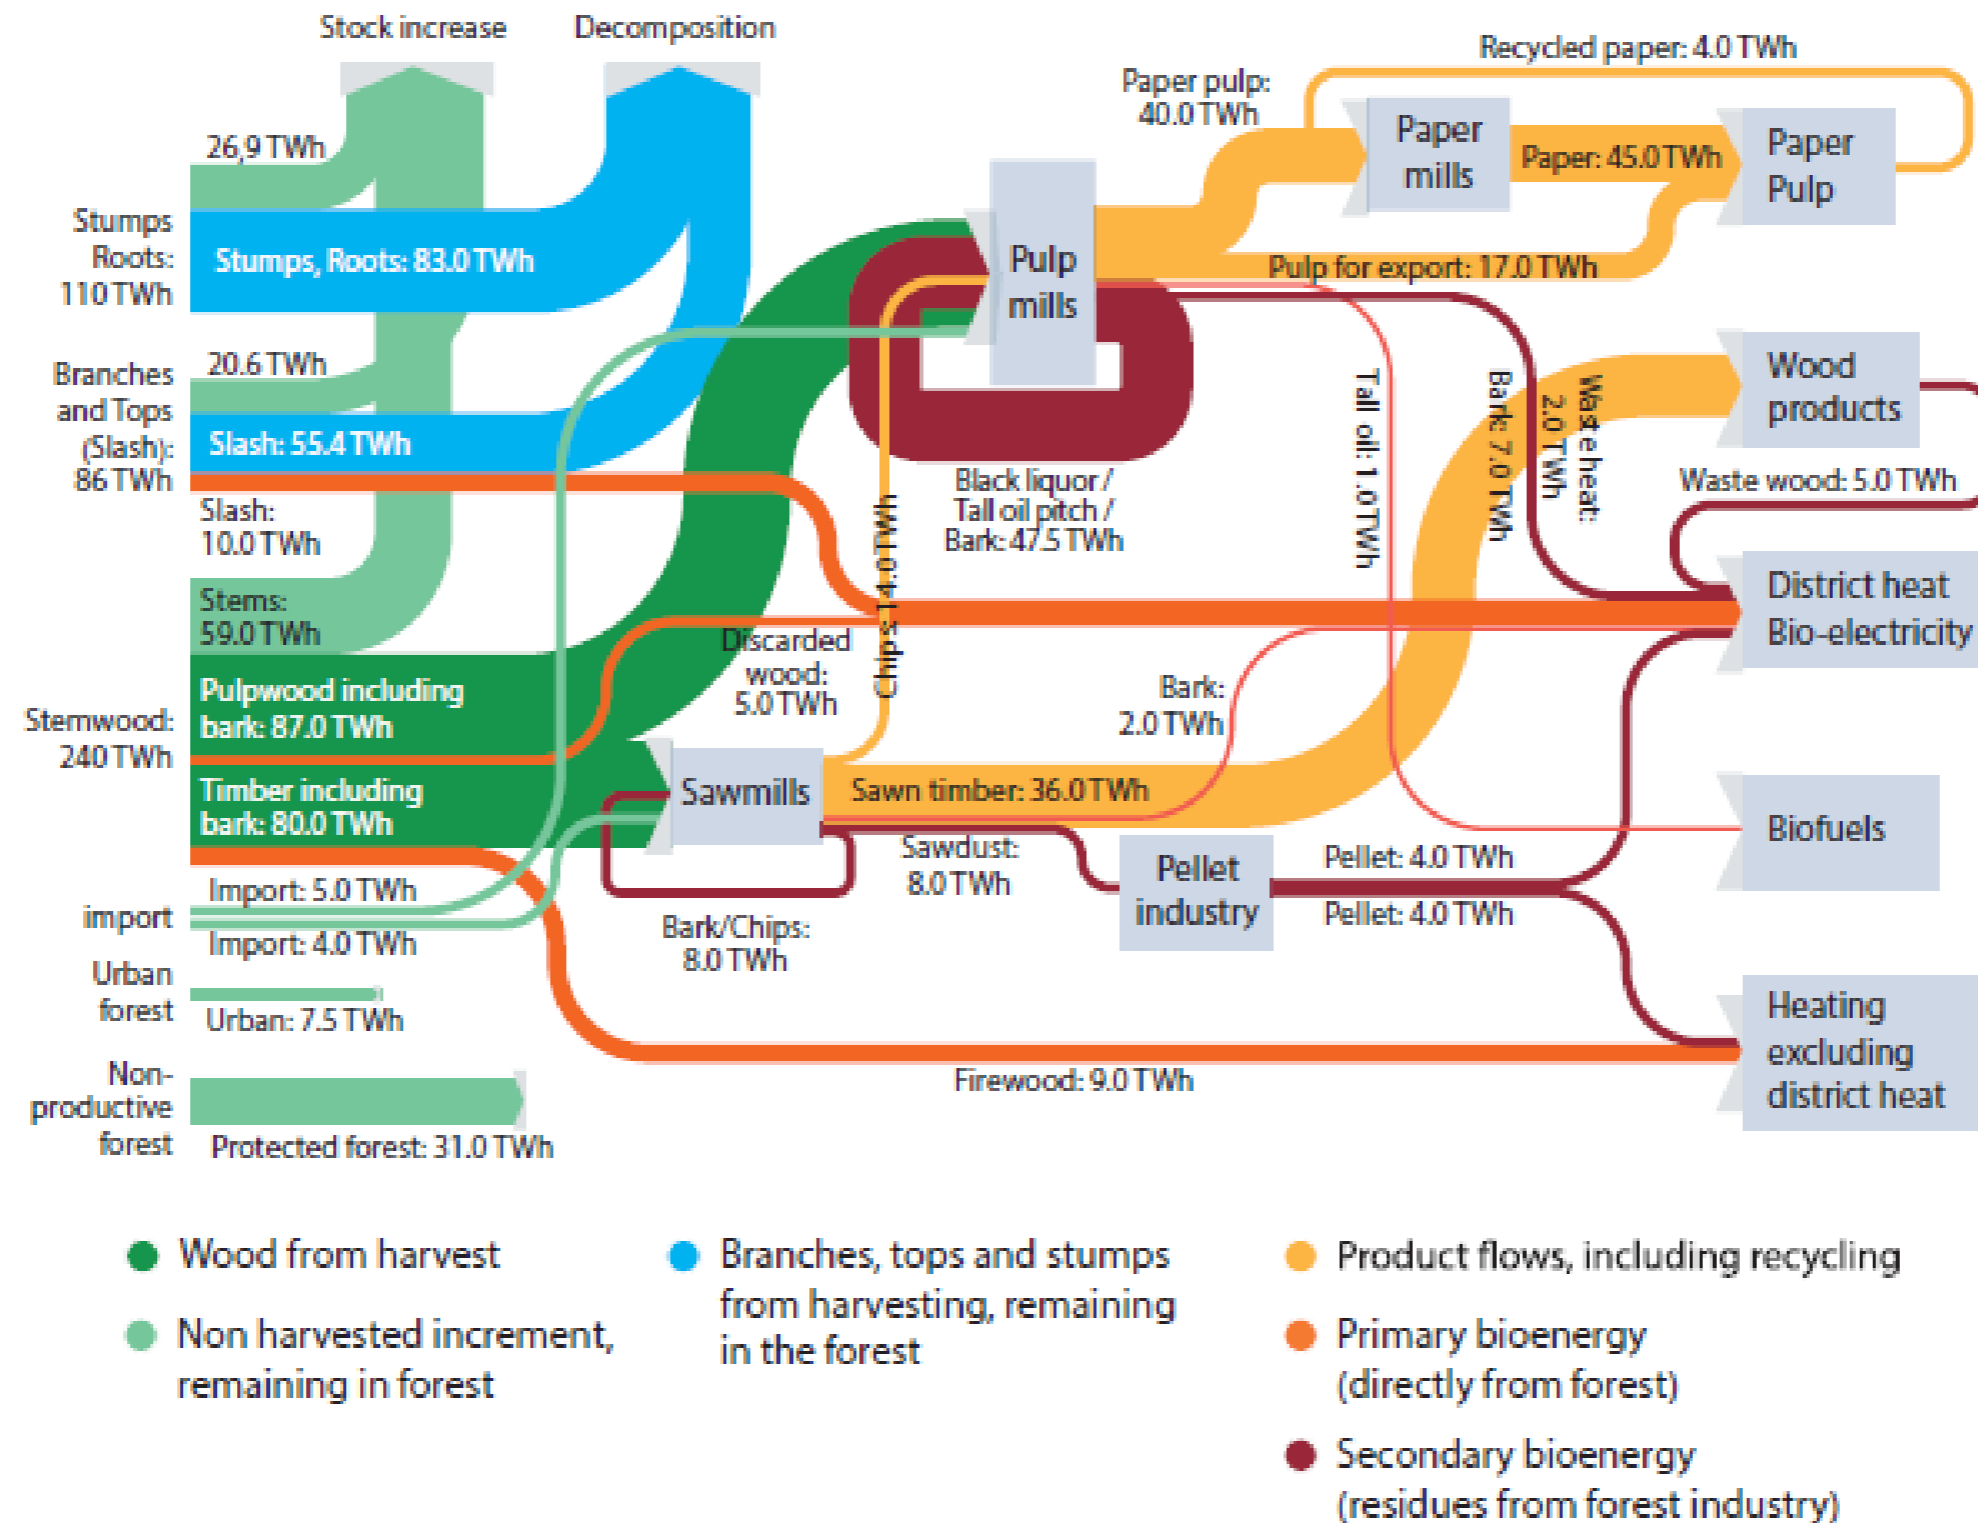 Stock increase
Decomposition
Recycled paper: 4.0 TWh
Paper pulp:
40.0 TWh
Paper
mills
Paper: 45.0 TWh
Paper
Pulp
26,9 TWh
Stumps
Roots:
110 TWh
Stumps, Roots: 83.0 TWh
Pulp
mills
Pulp for export: 17.0 TWh
20.6 TWh
Branches
and Tops
(Slash):
86 TWh
Slash: 55.4 TWh
Slash:
10.0 TWh
Black liquor /
Tall oil pitch /
Bark: 47.5 TWh
Chips: 14.0 TWh
Tall oil: 1.0 TWh
Bark: 7.0 TWh
Waste heat:
2.0 TWh
Wood
products
Waste wood: 5.0 TWh
District heat
Bio-electricity
Stems:
59.0 TWh
Pulpwood including
bark: 87.0 TWh
Stemwood:
240 TWh
Discarded
wood:
5.0 TWh
Bark:
2.0 TWh
Timber including
bark: 80.0 TWh
Sawmills
Sawn timber: 36.0 TWh
Biofuels
Sawdust:
8.0 TWh
Pellet
industry
Pellet: 4.0 TWh
Pellet: 4.0 TWh
Import: 5.0 TWh
import
Import: 4.0 TWh
Bark/Chips:
8.0 TWh
Urban
forest
Urban: 7.5 TWh
Heating
excluding
district heat
Firewood: 9.0 TWh
Non-
productive
forest
Protected forest: 31.0 TWh
Wood from harvest
Non harvested increment,
remaining in forest
Branches, tops and stumps
from harvesting, remaining
in the forest
Product flows, including recycling
Primary bioenergy
(directly from forest)
Secondary bioenergy
(residues from forest industry)